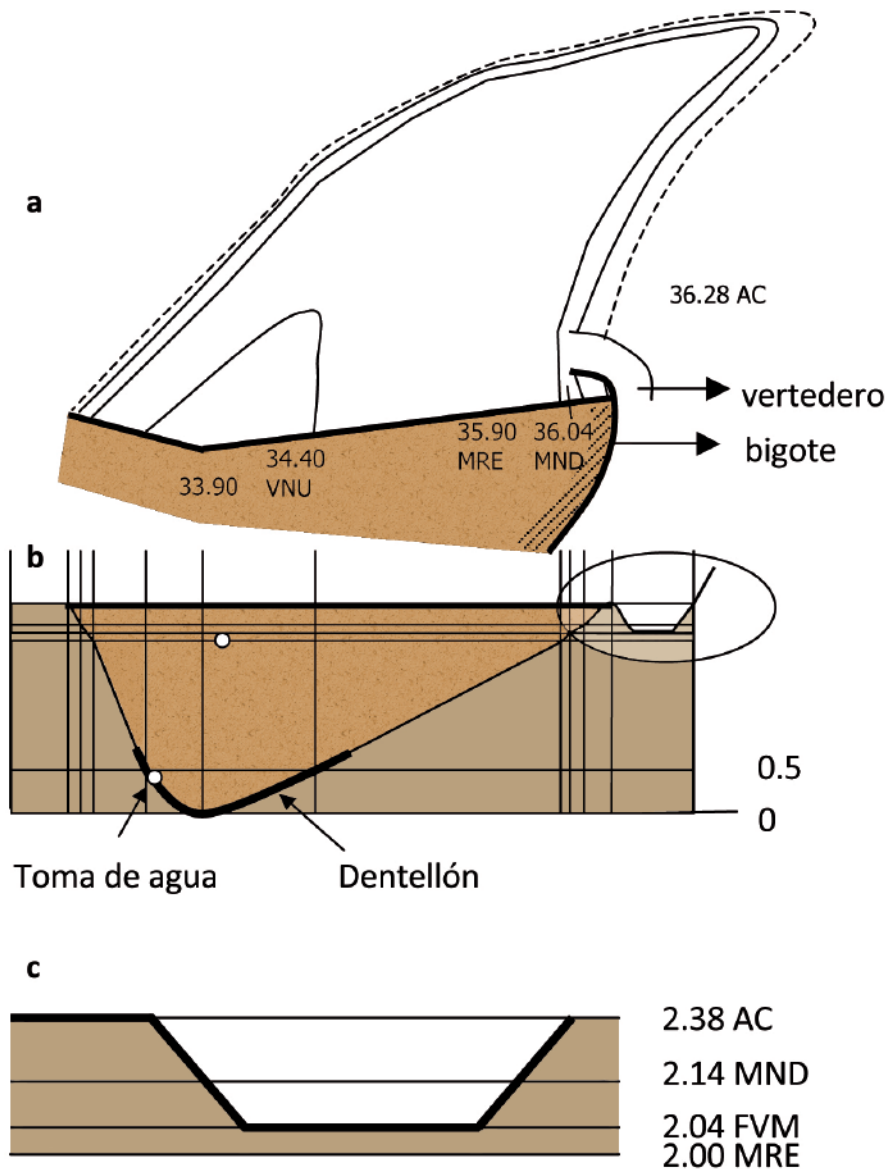 a
36.28 AC
vertedero
bigote
35.90
MRE
36.04
MND
34.40
VNU
33.90
b
0.5
0
Toma de agua
Dentellón
c
2.38 AC
2.14 MND
2.04 FVM
2.00 MRE